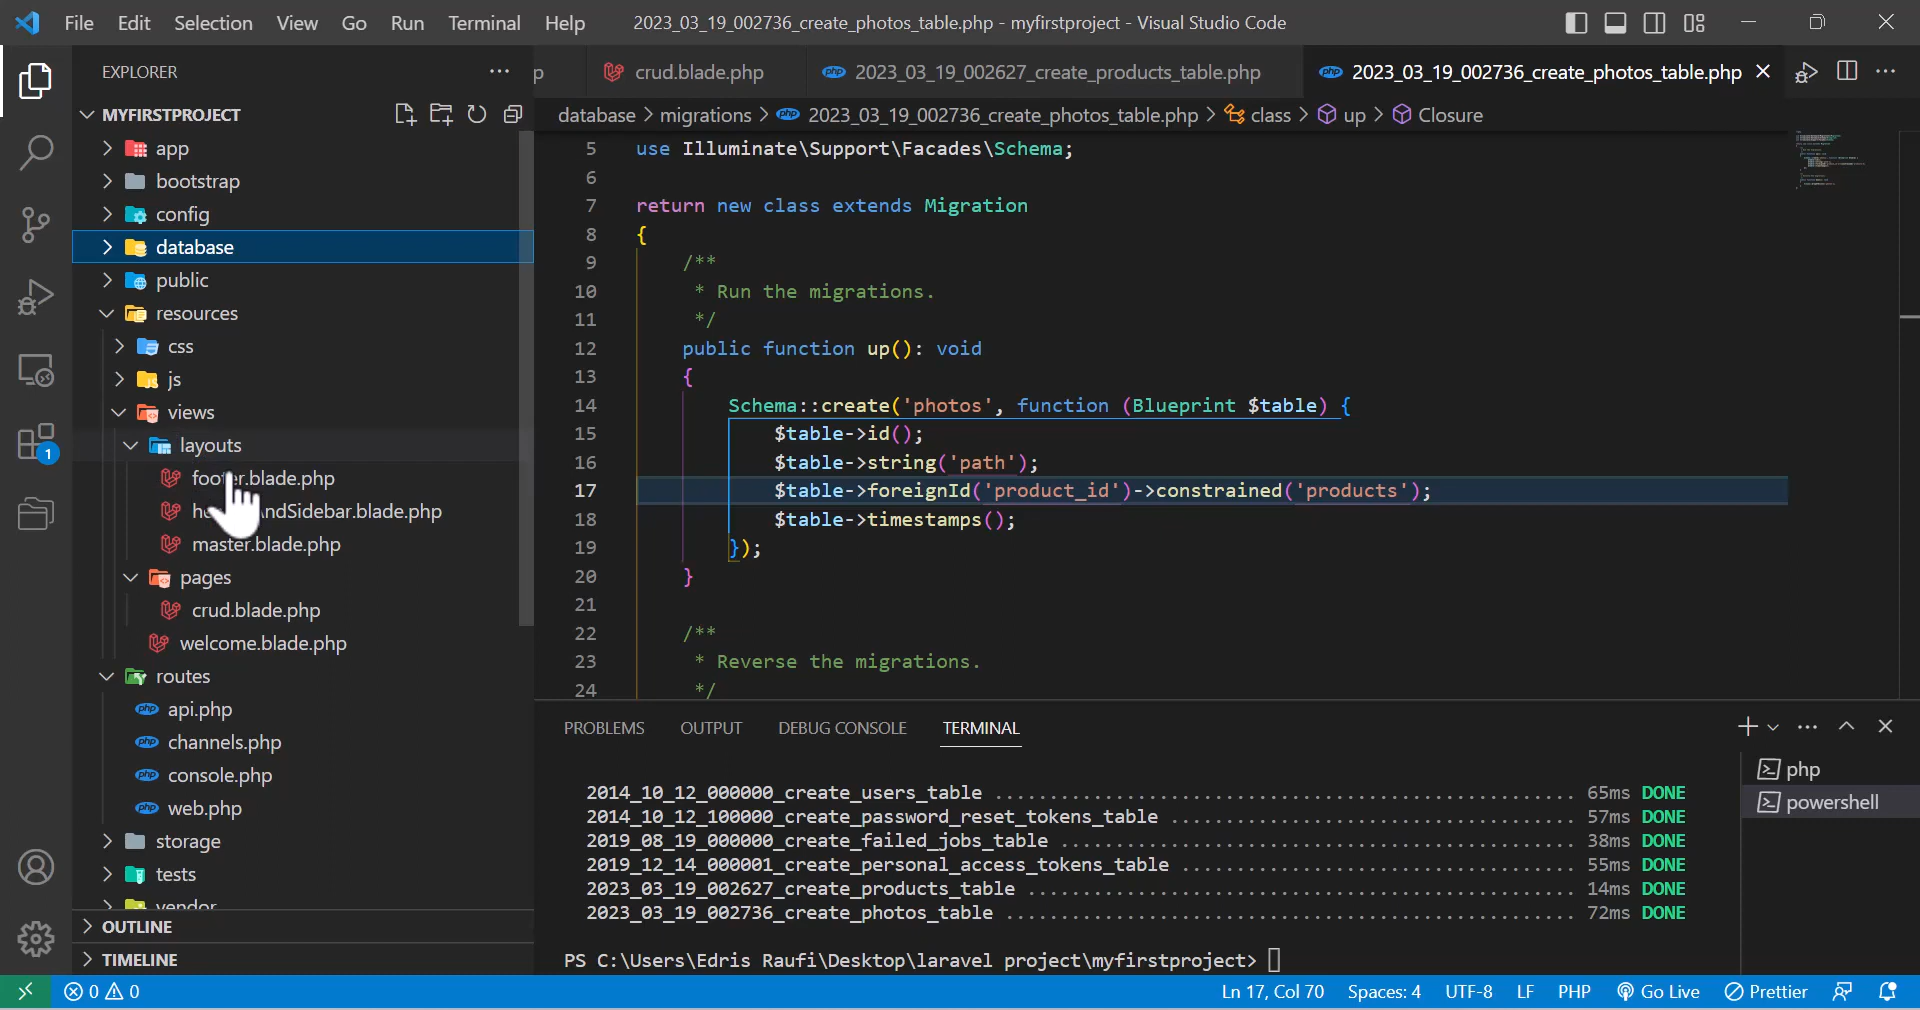 File Edit Selection View Go Run Terminal Help 2023_03_19_002736_create_photos_table.php - myfirstproject - Visual Studio Code
EXPLORER
p crud.blade.php 2023_03_19_002627_create_products_table.php 2023_03_19_002736_create_photos_table.php
MYFIRSTPROJECT
database > migrations > 2023_03_19_002736_create_photos_table.php > class > up > Closure
app
bootstrap
config
database
public
resources
css
js
views
layouts
footer.blade.php
ndSidebar.blade.php
master.blade.php
pages
crud.blade.php
welcome.blade.php
routes
api.php
channels.php
console.php
web.php
storage
tests
vendor
OUTLINE
TIMELINE
5 use Illuminate\Support\Facades\Schema;
6
7 return new class extends Migration
8 {
9 /**
10 * Run the migrations.
11 */
12 public function up(): void
13 {
14 Schema::create('photos', function (Blueprint $table) {
15 $table->id();
16 $table->string('path');
17 $table->foreignId('product_id')->constrained('products');
18 $table->timestamps();
19 });
20 }
21
22 /**
23 * Reverse the migrations.
24 */
PROBLEMS OUTPUT DEBUG CONSOLE TERMINAL
php
powershell
2014_10_12_000000_create_users_table .................................................. 65ms DONE
2014_10_12_100000_create_password_reset_tokens_table .................................. 57ms DONE
2019_08_19_000000_create_failed_jobs_table ............................................ 38ms DONE
2019_12_14_000001_create_personal_access_tokens_table ................................. 55ms DONE
2023_03_19_002627_create_products_table ............................................... 14ms DONE
2023_03_19_002736_create_photos_table ................................................. 72ms DONE
PS C:\Users\Edris Raufi\Desktop\laravel project\myfirstproject>
1
0 0 Ln 17, Col 70 Spaces: 4 UTF-8 LF PHP Go Live Prettier